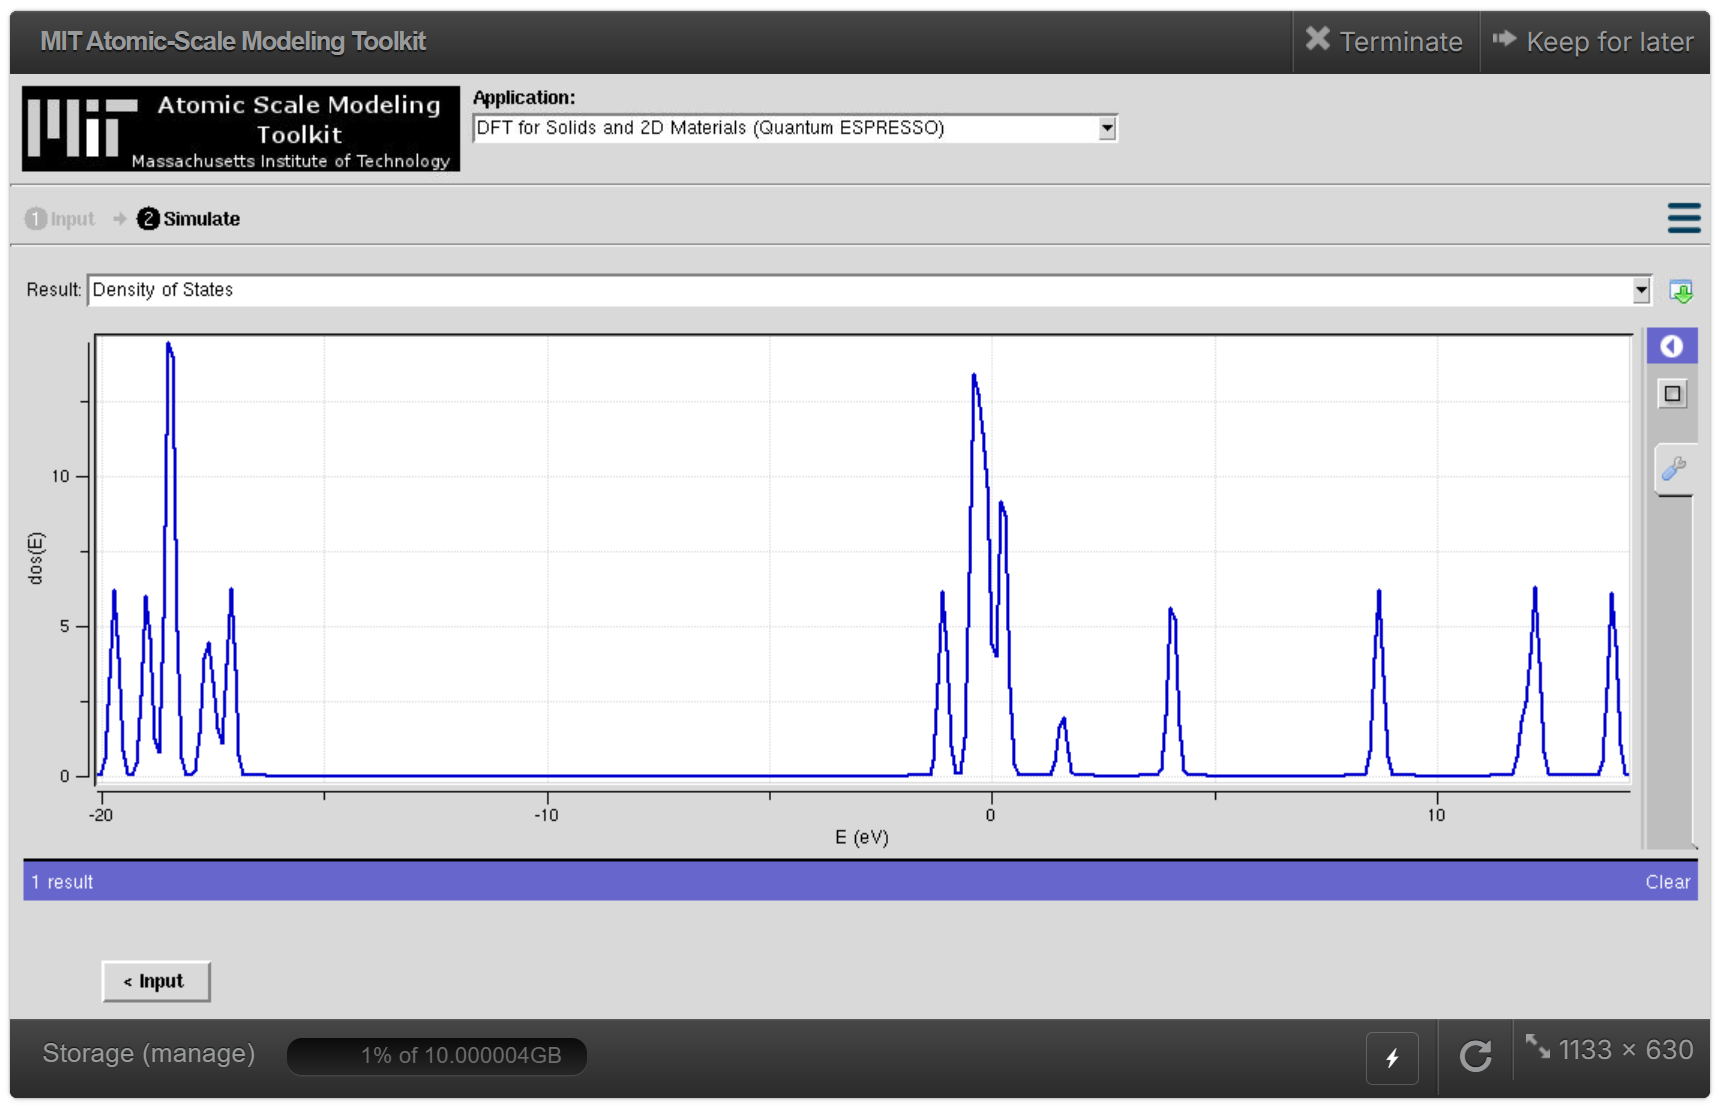 MIT Atomic-Scale Modeling Toolkit
Terminate
Keep for later
MIT
Atomic Scale Modeling
Toolkit
Massachusetts Institute of Technology
Application:
DFT for Solids and 2D Materials (Quantum ESPRESSO)
1 Input
2 Simulate
Result: Density of States
dos(E)
10
5
0
-20
-10
0
10
E (eV)
1 result
Clear
< Input
Storage (manage)
1% of 10.000004GB
1133 × 630